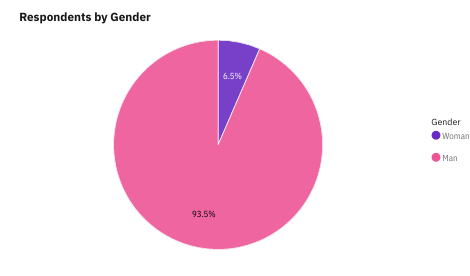 Respondents by Gender
6.5%
93.5%
Gender
Woman
Man